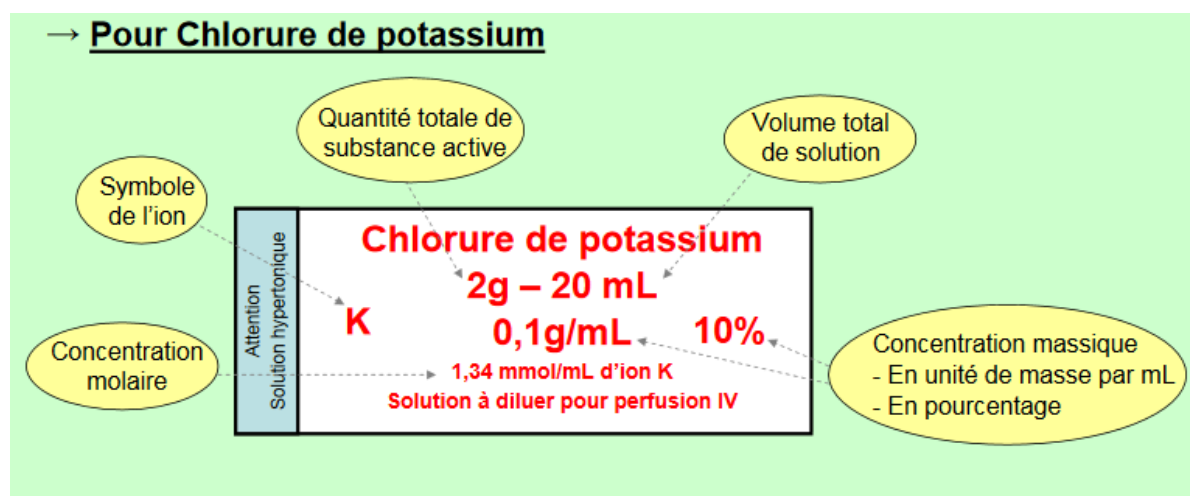 → Pour Chlorure de potassium
Quantité totale de
substance active
Volume total
de solution
Symbole
de l'ion
Attention
Solution hypertonique
Chlorure de potassium
2g – 20 mL
K
0,1g/mL
10%
1,34 mmol/mL d'ion K
Solution à diluer pour perfusion IV
Concentration
molaire
Concentration massique
- En unité de masse par mL
- En pourcentage